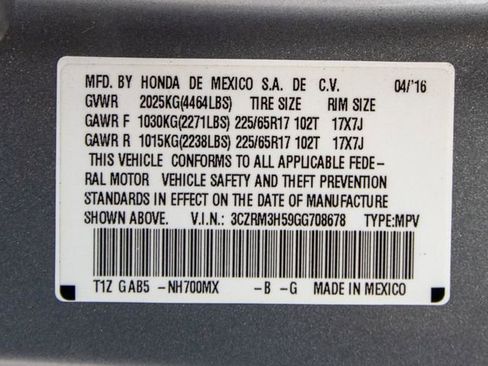 MFD. BY HONDA DE MEXICO S.A. DE C.V. 04/'16
GVWR 2025KG(4464LBS) TIRE SIZE RIM SIZE
GAWR F 1030KG(2271LBS) 225/65R17 102T 17X7J
GAWR R 1015KG(2238LBS) 225/65R17 102T 17X7J
THIS VEHICLE CONFORMS TO ALL APPLICABLE FEDE-
RAL MOTOR VEHICLE SAFETY AND THEFT PREVENTION
STANDARDS IN EFFECT ON THE DATE OF MANUFACTURE
SHOWN ABOVE. V.I.N.: 3CZRM3H59GG708678 TYPE:MPV
T1Z GAB5 -NH700MX -B -G MADE IN MEXICO